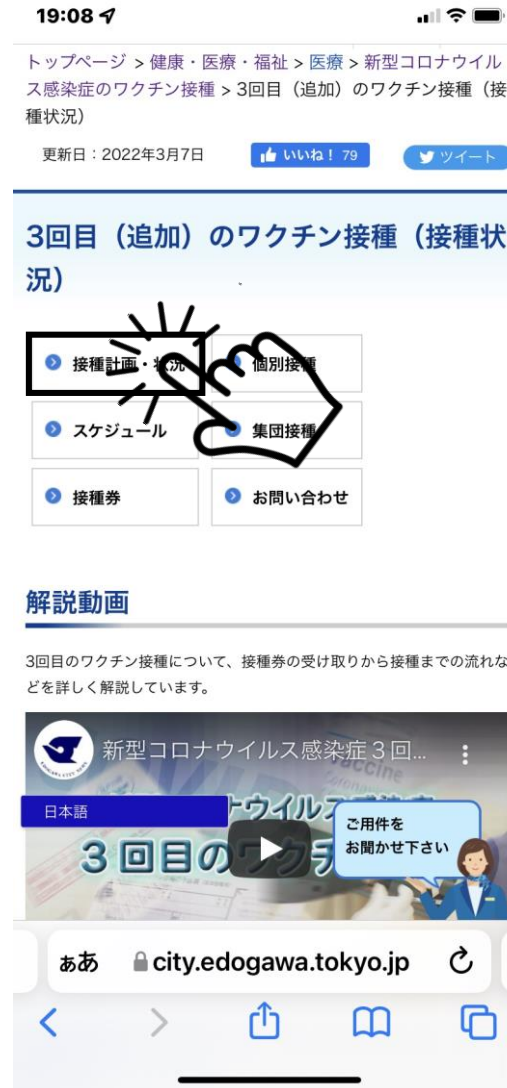 19:08
トップページ > 健康・医療・福祉 > 医療 > 新型コロナウイル
ス感染症のワクチン接種 > 3回目（追加）のワクチン接種（接
種状況）
更新日：2022年3月7日
いいね！ 79
ツイート
3回目（追加）のワクチン接種（接種状
況）
接種計画・状況
個別接種
スケジュール
集団接種
接種券
お問い合わせ
解説動画
3回目のワクチン接種について、接種券の受け取りから接種までの流れな
どを詳しく解説しています。
新型コロナウイルス感染症３回...
日本語
３回目のワクチ
ご用件を
お聞かせ下さい
ぁあ
city.edogawa.tokyo.jp